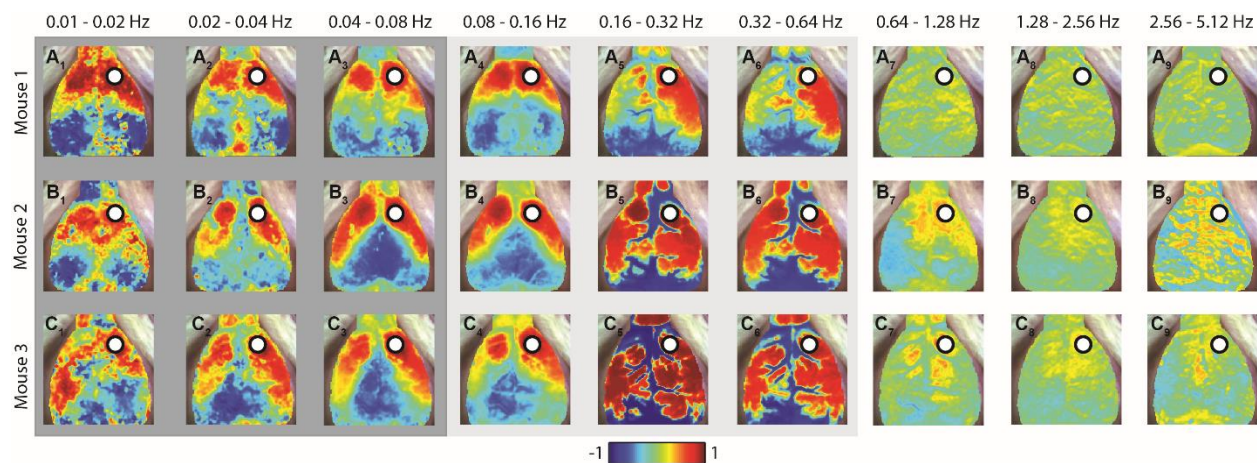 0.01 - 0.02 Hz 0.02 - 0.04 Hz 0.04 - 0.08 Hz 0.08 - 0.16 Hz 0.16 - 0.32 Hz 0.32 - 0.64 Hz 0.64 - 1.28 Hz 1.28 - 2.56 Hz 2.56 - 5.12 Hz
Mouse 1
A1 A2 A3 A4 A5 A6 A7 A8 A9
Mouse 2
B1 B2 B3 B4 B5 B6 B7 B8 B9
Mouse 3
C1 C2 C3 C4 C5 C6 C7 C8 C9
-1 1